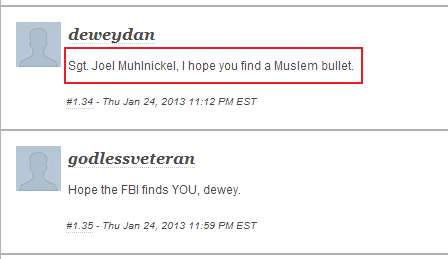 deweydan
Sgt. Joel Muhlnickel, I hope you find a Muslem bullet.
#1.34 - Thu Jan 24, 2013 11:12 PM EST
godlessveteran
Hope the FBI finds YOU, dewey.
#1.35 - Thu Jan 24, 2013 11:59 PM EST